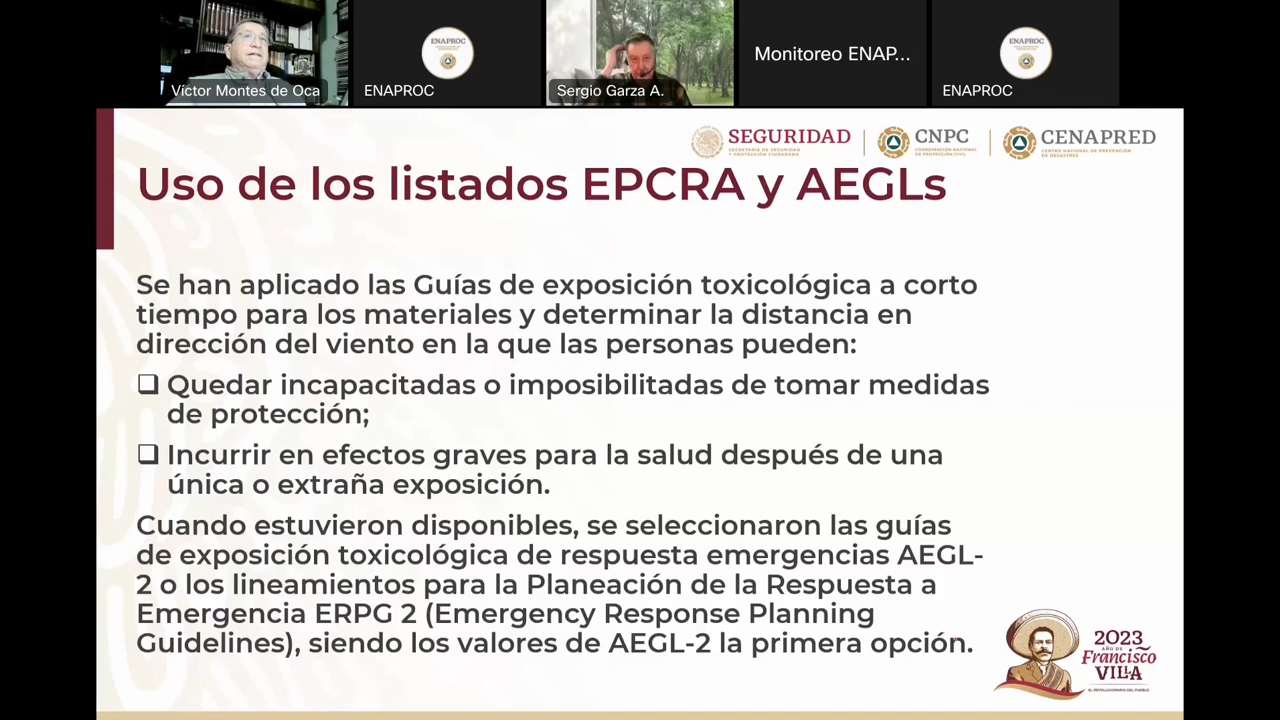 Víctor Montes de Oca
ENAPROC
ENAPROC
Sergio Garza A.
Monitoreo ENAP...
ENAPROC
ENAPROC
SEGURIDAD
SECRETARÍA DE SEGURIDAD
Y PROTECCIÓN CIUDADANA
CNPC
COORDINACIÓN NACIONAL
DE PROTECCIÓN CIVIL
CENAPRED
CENTRO NACIONAL DE PREVENCIÓN
DE DESASTRES
Uso de los listados EPCRA y AEGLs
Se han aplicado las Guías de exposición toxicológica a corto
tiempo para los materiales y determinar la distancia en
dirección del viento en la que las personas pueden:
❑ Quedar incapacitadas o imposibilitadas de tomar medidas
de protección;
❑ Incurrir en efectos graves para la salud después de una
única o extraña exposición.
Cuando estuvieron disponibles, se seleccionaron las guías
de exposición toxicológica de respuesta emergencias AEGL-
2 o los lineamientos para la Planeación de la Respuesta a
Emergencia ERPG 2 (Emergency Response Planning
Guidelines), siendo los valores de AEGL-2 la primera opción.
2023
AÑO DE
Francisco
VILLA
EL REVOLUCIONARIO DEL PUEBLO